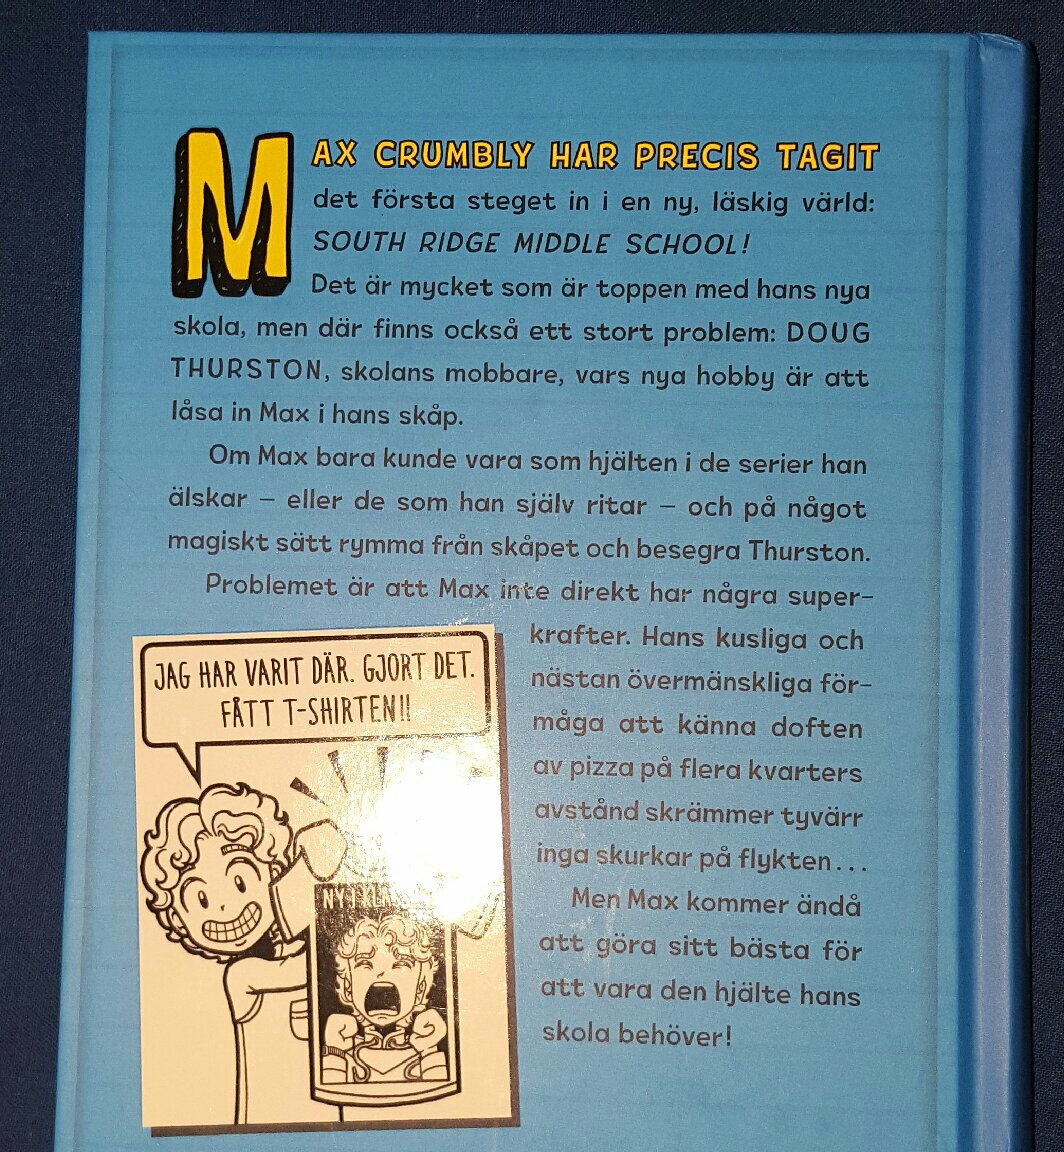 MAX CRUMBLY HAR PRECIS TAGIT
det första steget in i en ny, läskig värld:
SOUTH RIDGE MIDDLE SCHOOL!
Det är mycket som är toppen med hans nya
skola, men där finns också ett stort problem: DOUG
THURSTON, skolans mobbare, vars nya hobby är att
låsa in Max i hans skåp.
Om Max bara kunde vara som hjälten i de serier han
älskar – eller de som han själv ritar – och på något
magiskt sätt rymma från skåpet och besegra Thurston.
Problemet är att Max inte direkt har några super-
krafter. Hans kusliga och
nästan övermänskliga för-
måga att känna doften
av pizza på flera kvarters
avstånd skrämmer tyvärr
inga skurkar på flykten...
Men Max kommer ändå
att göra sitt bästa för
att vara den hjälte hans
skola behöver!
JAG HAR VARIT DÄR. GJORT DET.
FÅTT T-SHIRTEN!!
NY I